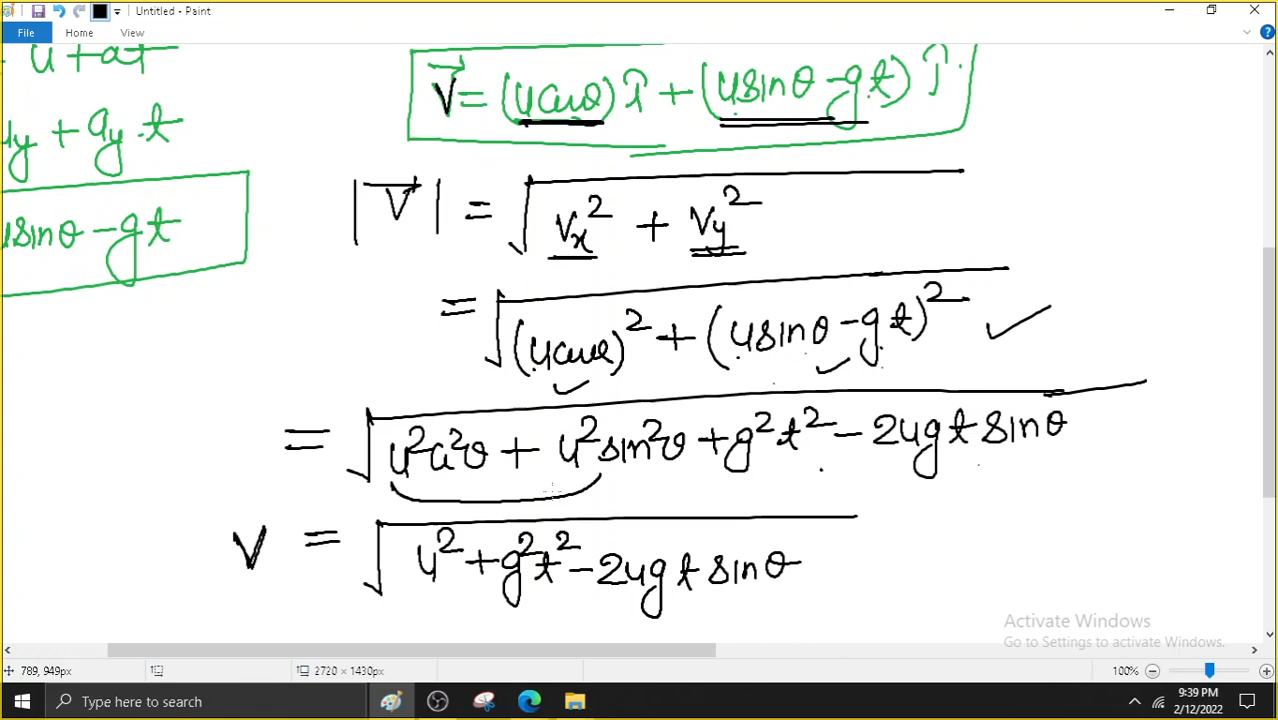 Untitled - Paint
File Home View
u + at
uy + ay t
usinθ - gt
V⃗ = (ucosθ) î + (usinθ - gt) ĵ
|V⃗| = √(Vx² + Vy²)
= √((ucosθ)² + (usinθ - gt)²)
= √(u²cos²θ + u²sin²θ + g²t² - 2ugt sinθ)
V = √(u² + g²t² - 2ugt sinθ)
Activate Windows
Go to Settings to activate Windows.
789, 949px
2720 × 1430px
100%
Type here to search
9:39 PM
2/12/2022